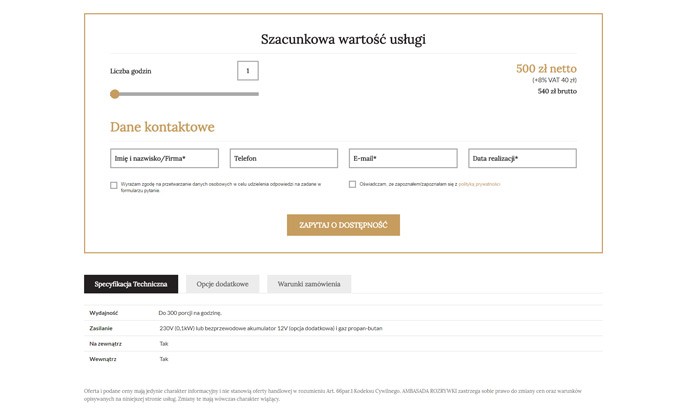 Szacunkowa wartość usługi
Liczba godzin
1
500 zł netto
(+8% VAT 40 zł)
540 zł brutto
Dane kontaktowe
Imię i nazwisko/Firma*
Telefon
E-mail*
Data realizacji*
Wyrażam zgodę na przetwarzanie danych osobowych w celu udzielenia odpowiedzi na zadane w
formularzu pytanie.
Oświadczam, że zapoznałem/zapoznałam się z polityką prywatności.
ZAPYTAJ O DOSTĘPNOŚĆ
Specyfikacja Techniczna
Opcje dodatkowe
Warunki zamówienia
Wydajność
Do 300 porcji na godzinę.
Zasilanie
230V (0,1kW) lub bezprzewodowe akumulator 12V (opcja dodatkowa) i gaz propan-butan
Na zewnątrz
Tak
Wewnątrz
Tak
Oferta i podane ceny mają jedynie charakter informacyjny i nie stanowią oferty handlowej w rozumieniu Art. 66par.1 Kodeksu Cywilnego. AMBASADA ROZRYWKI zastrzega sobie prawo do zmiany cen oraz warunków
opisywanych na niniejszej stronie usług. Zmiany te mają wówczas charakter wiążący.